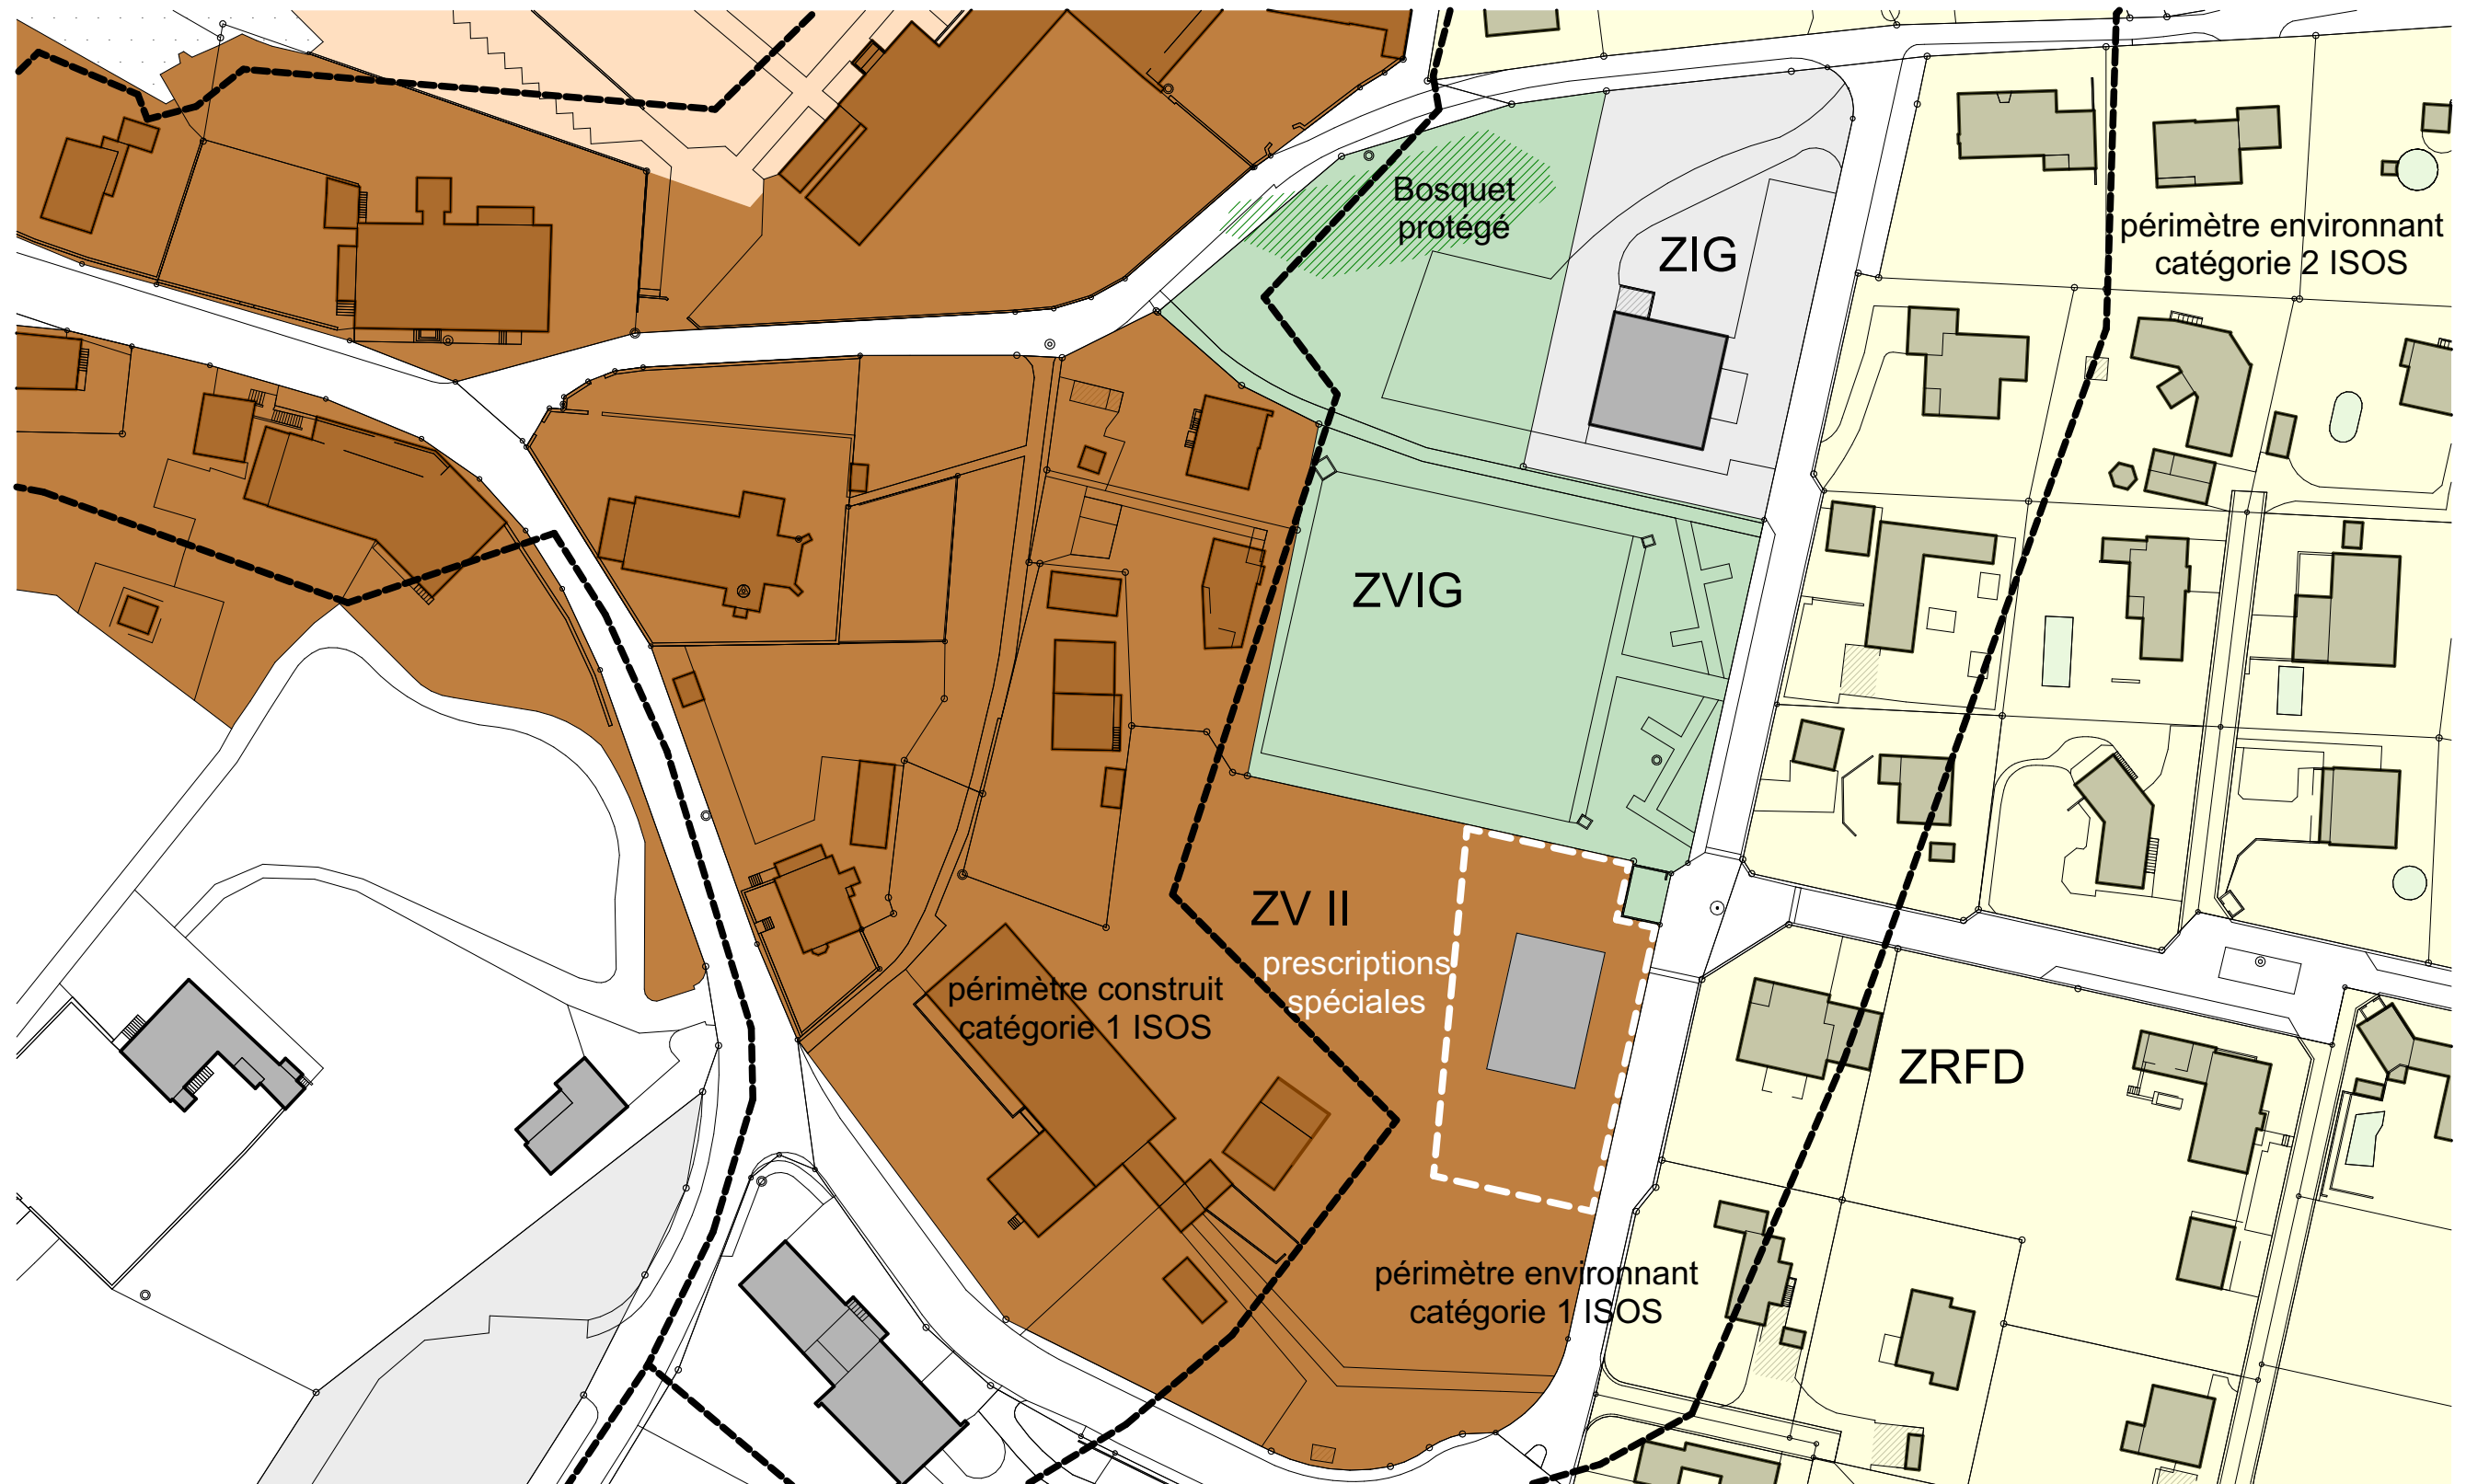 Bosquet
protégé
ZIG
périmètre environnant
catégorie 2 ISOS
ZVIG
ZV II
prescriptions
spéciales
périmètre construit
catégorie 1 ISOS
ZRFD
périmètre environnant
catégorie 1 ISOS